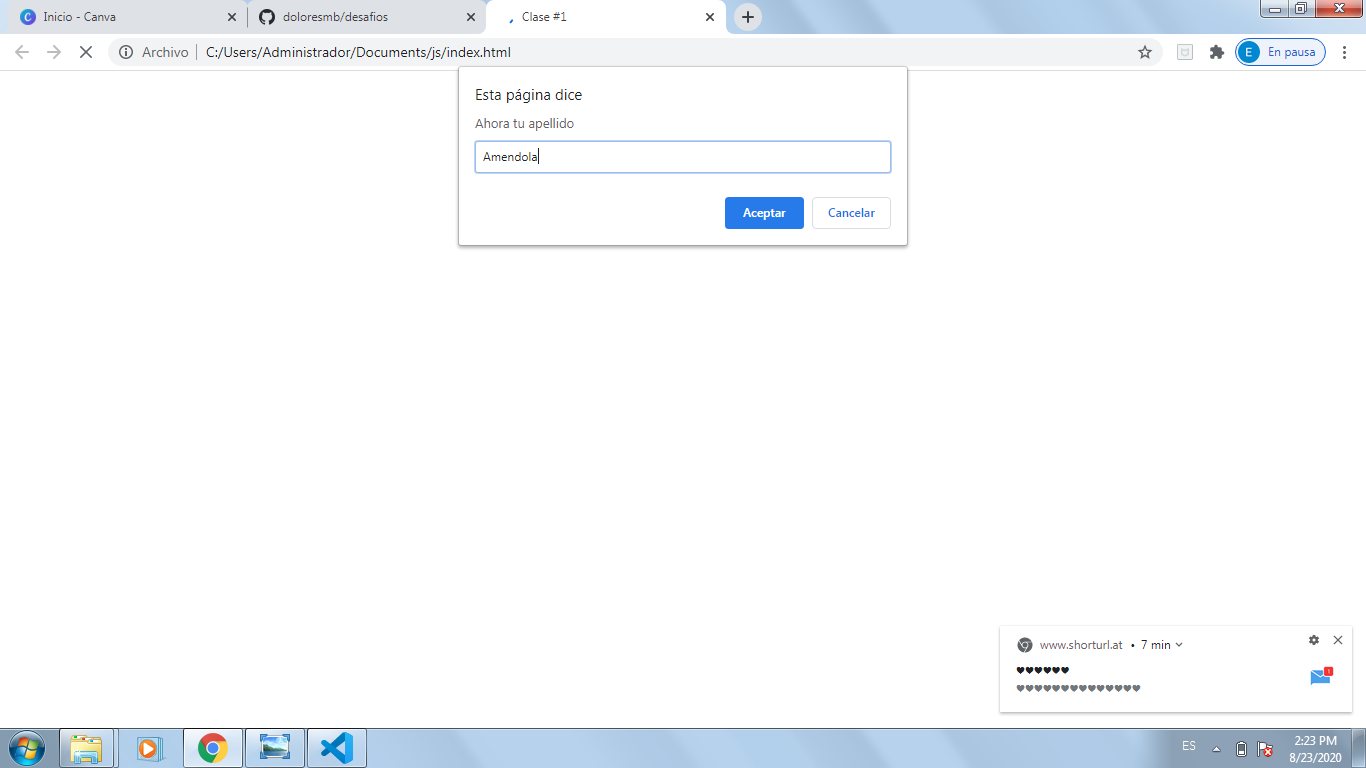 Inicio - Canva
doloresmb/desafios
Clase #1
Archivo
C:/Users/Administrador/Documents/js/index.html
E
En pausa
Esta página dice
Ahora tu apellido
Amendola
Aceptar
Cancelar
www.shorturl.at • 7 min
♥♥♥♥♥♥
♥♥♥♥♥♥♥♥♥♥♥♥♥♥
ES
2:23 PM
8/23/2020